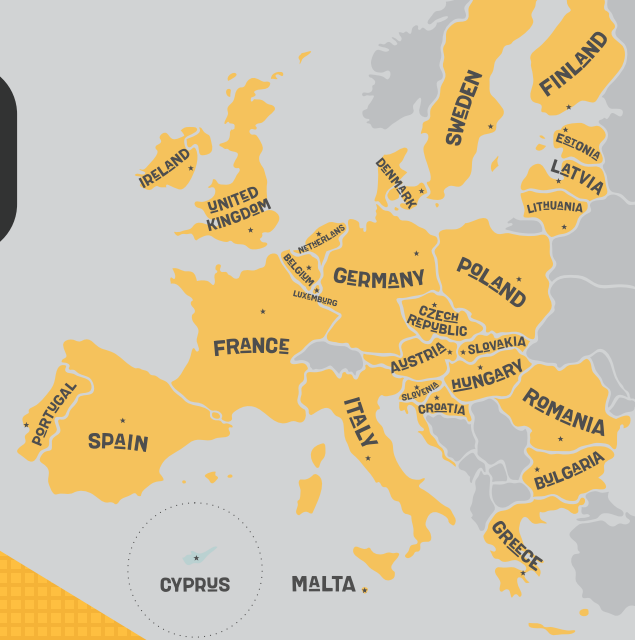 FINLAND
SWEDEN
ESTONIA
LATVIA
LITHUANIA
IRELAND
DENMARK
UNITED
KINGDOM
NETHERLANS
BELGIUM
LUXEMBURG
GERMANY
POLAND
CZECH
REPUBLIC
FRANCE
AUSTRIA
SLOVAKIA
HUNGARY
SLOVENIA
CROATIA
ROMANIA
PORTUGAL
SPAIN
ITALY
BULGARIA
GREECE
CYPRUS
MALTA